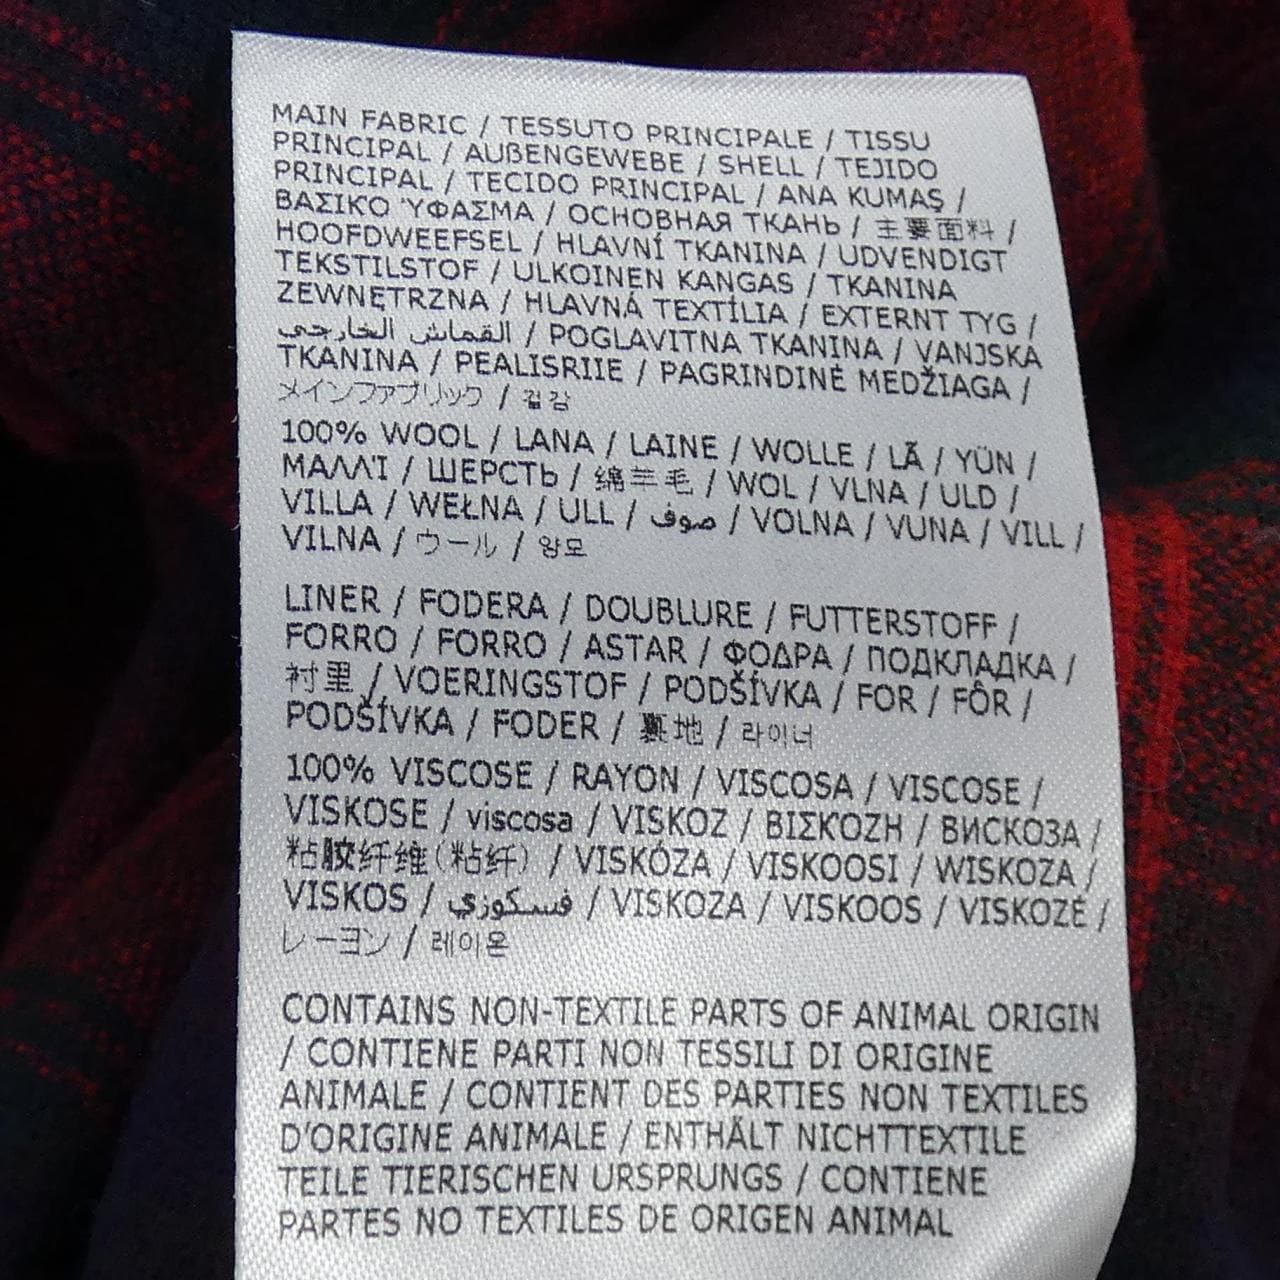 MAIN FABRIC / TESSUTO PRINCIPALE / TISSU
PRINCIPAL / AUßENGEWEBE / SHELL / TEJIDO
PRINCIPAL / TECIDO PRINCIPAL / ANA KUMAŞ /
ΒΑΣΙΚΟ ΎΦΑΣΜΑ / ОСНОВНАЯ ТКАНЬ / 主要面料 /
HOOFDWEEFSEL / HLAVNÍ TKANINA / UDVENDIGT
TEKSTILSTOF / ULKOINEN KANGAS / TKANINA
ZEWNĘTRZNA / HLAVNÁ TEXTÍLIA / EXTERNT TYG /
القماش الخارجي / POGLAVITNA TKANINA / VANJSKA
TKANINA / PEALISRIIE / PAGRINDINĖ MEDŽIAGA /
メインファブリック / 겉감
100% WOOL / LANA / LAINE / WOLLE / LÃ / YÜN /
ΜΑΛΛΊ / ШЕРСТЬ / 绵羊毛 / WOL / VLNA / ULD /
VILLA / WEŁNA / ULL / صوف / VOLNA / VUNA / VILL /
VILNA / ウール / 양모
LINER / FODERA / DOUBLURE / FUTTERSTOFF /
FORRO / FORRO / ASTAR / ΦΟΔΡΑ / ПОДКЛАДКА /
衬里 / VOERINGSTOF / PODŠÍVKA / FOR / FÔR /
PODŠÍVKA / FODER / 裏地 / 라이너
100% VISCOSE / RAYON / VISCOSA / VISCOSE /
VISKOSE / viscosa / VISKOZ / ΒΙΣΚΌΖΗ / ВИСКОЗА /
粘胶纤维(粘纤) / VISKÓZA / VISKOOSI / WISKOZA /
VISKOS / فسكوزي / VISKOZA / VISKOOS / VISKOZĖ /
レーヨン / 레이온
CONTAINS NON-TEXTILE PARTS OF ANIMAL ORIGIN
/ CONTIENE PARTI NON TESSILI DI ORIGINE
ANIMALE / CONTIENT DES PARTIES NON TEXTILES
D'ORIGINE ANIMALE / ENTHÄLT NICHTTEXTILE
TEILE TIERISCHEN URSPRUNGS / CONTIENE
PARTES NO TEXTILES DE ORIGEN ANIMAL